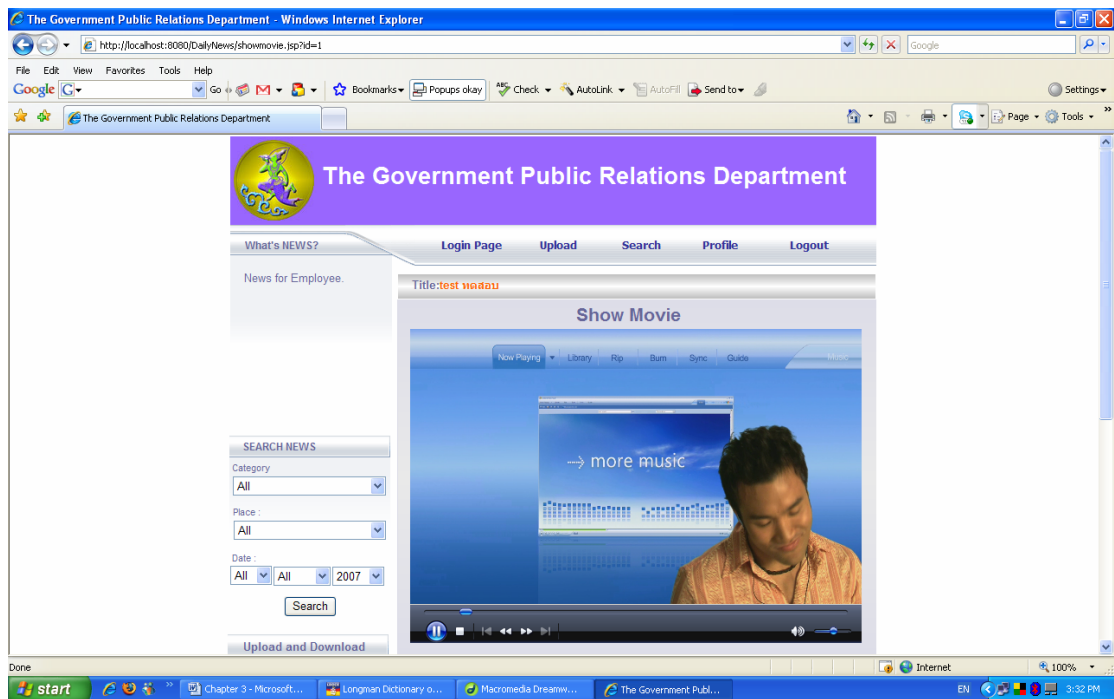 The Government Public Relations Department - Windows Internet Explorer
http://localhost:8080/DailyNews/showmovie.jsp?id=1
Google
File Edit View Favorites Tools Help
Google G Go Bookmarks Popups okay ABC Check AutoLink AutoFill Send to Settings
The Government Public Relations Department Page Tools
The Government Public Relations Department
What's NEWS? Login Page Upload Search Profile Logout
News for Employee.
Title:test ทดสอบ
Show Movie
Now Playing Library Rip Burn Sync Guide Music
more music
SEARCH NEWS
Category
All
Place :
All
Date :
All All 2007
Search
Upload and Download
Done Internet 100%
start Chapter 3 - Microsoft... Longman Dictionary o... Macromedia Dreamw... The Government Publ... EN 3:32 PM